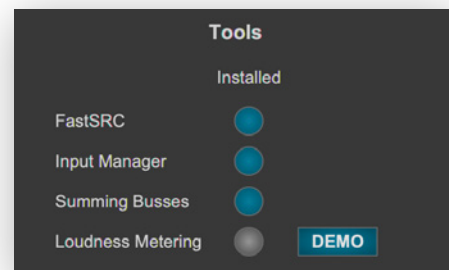 Tools
Installed
FastSRC
Input Manager
Summing Busses
Loudness Metering DEMO